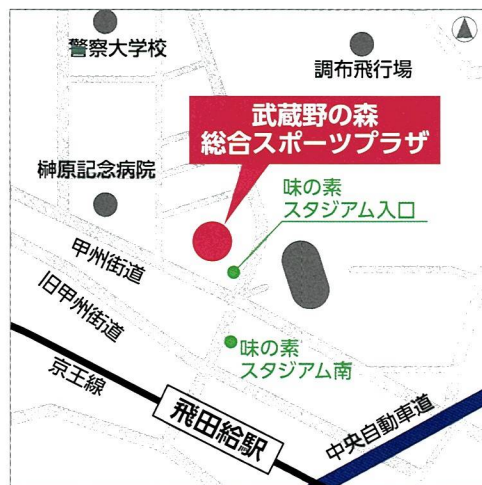 警察大学校
調布飛行場
武蔵野の森
総合スポーツプラザ
榊原記念病院
味の素
スタジアム入口
甲州街道
旧甲州街道
味の素
スタジアム南
京王線
飛田給駅
中央自動車道